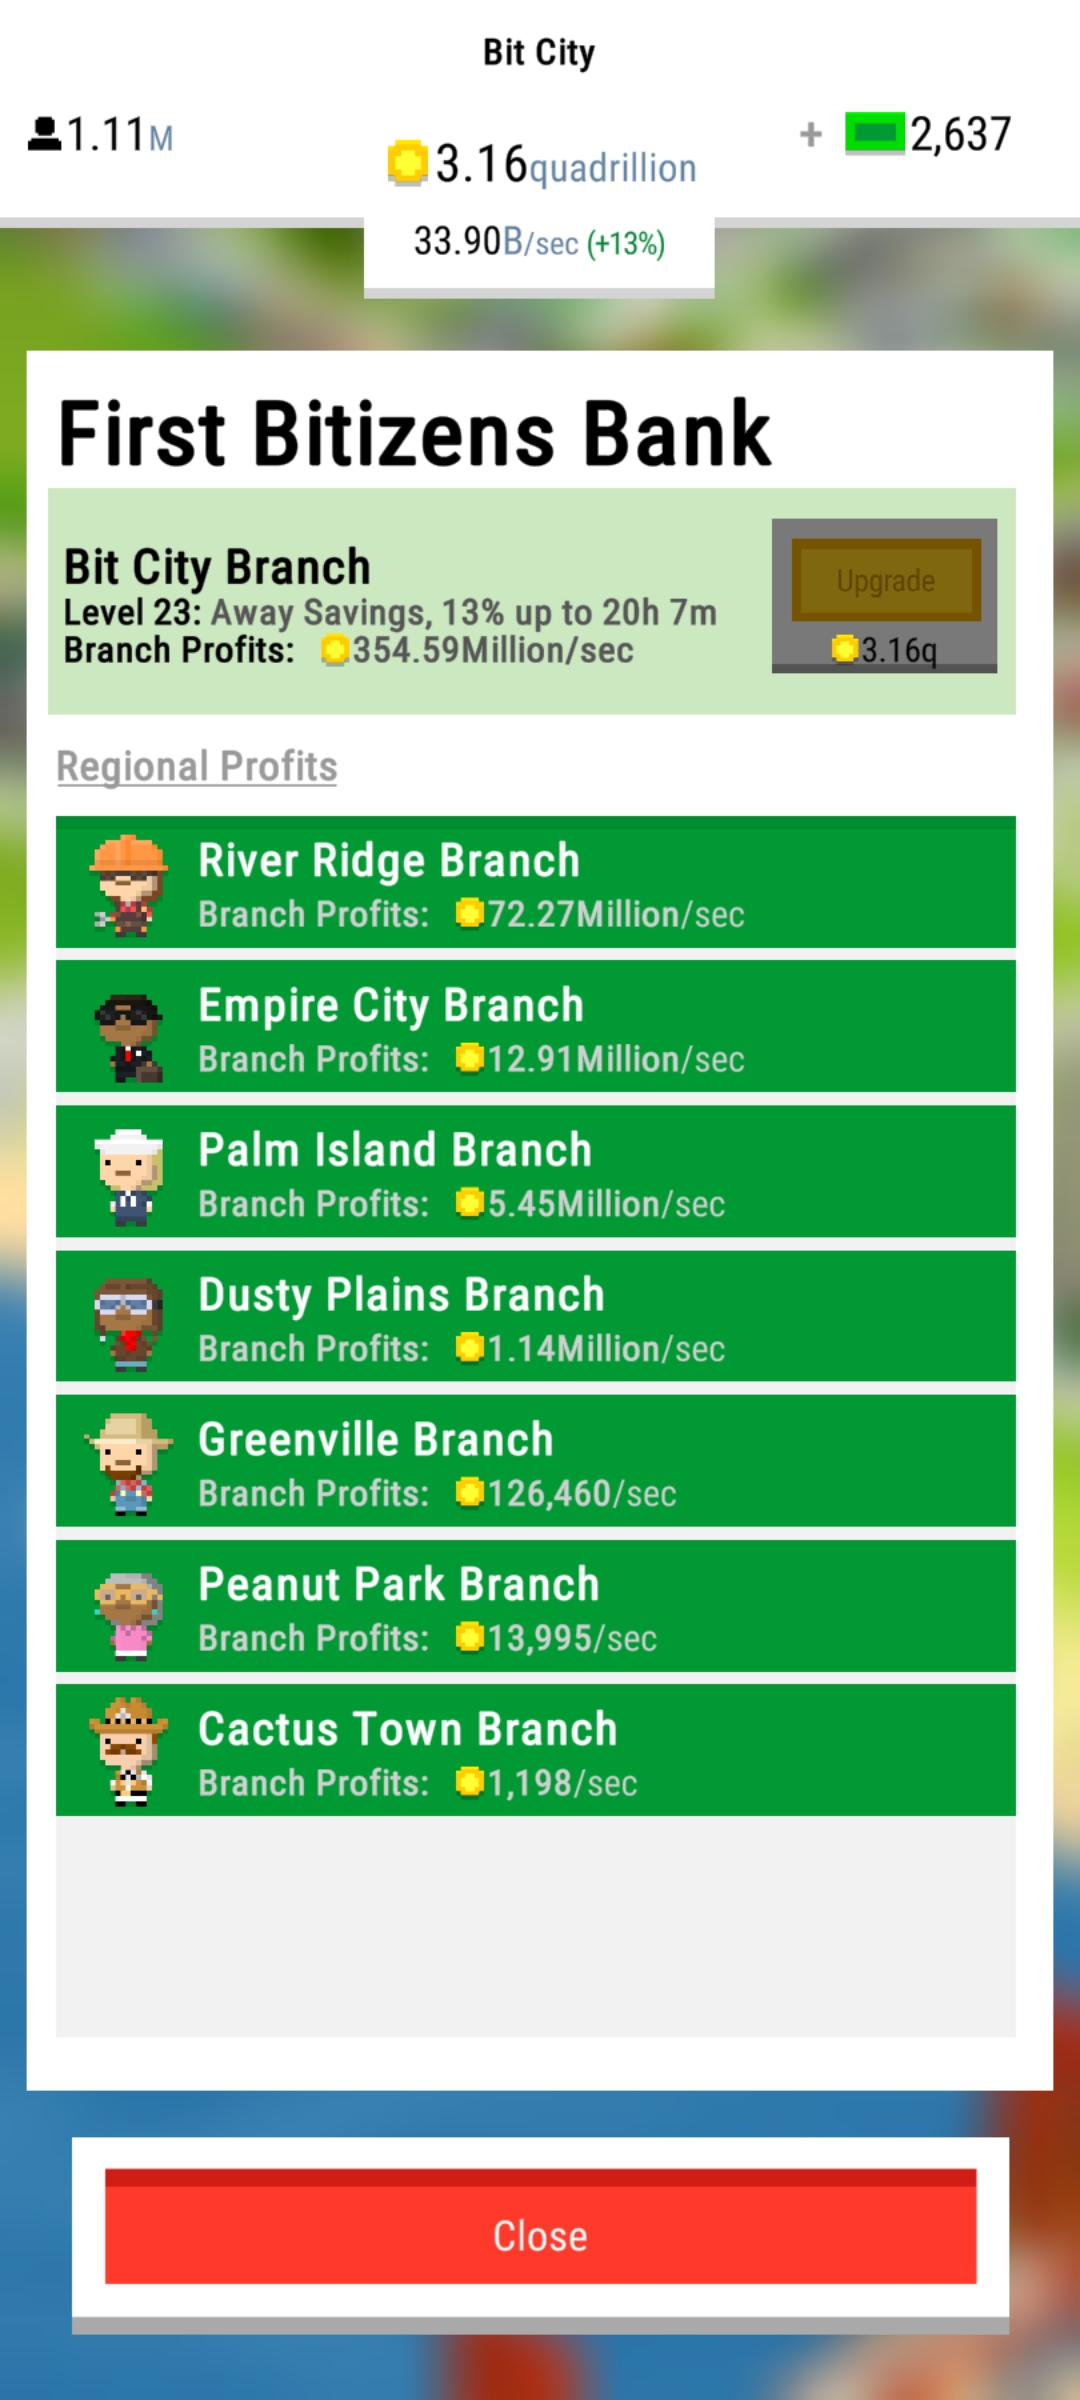 Bit City
1.11M
3.16quadrillion
+ 2,637
33.90B/sec (+13%)
First Bitizens Bank
Bit City Branch
Level 23: Away Savings, 13% up to 20h 7m
Branch Profits: 354.59Million/sec
Upgrade
3.16q
Regional Profits
River Ridge Branch
Branch Profits: 72.27Million/sec
Empire City Branch
Branch Profits: 12.91Million/sec
Palm Island Branch
Branch Profits: 5.45Million/sec
Dusty Plains Branch
Branch Profits: 1.14Million/sec
Greenville Branch
Branch Profits: 126,460/sec
Peanut Park Branch
Branch Profits: 13,995/sec
Cactus Town Branch
Branch Profits: 1,198/sec
Close